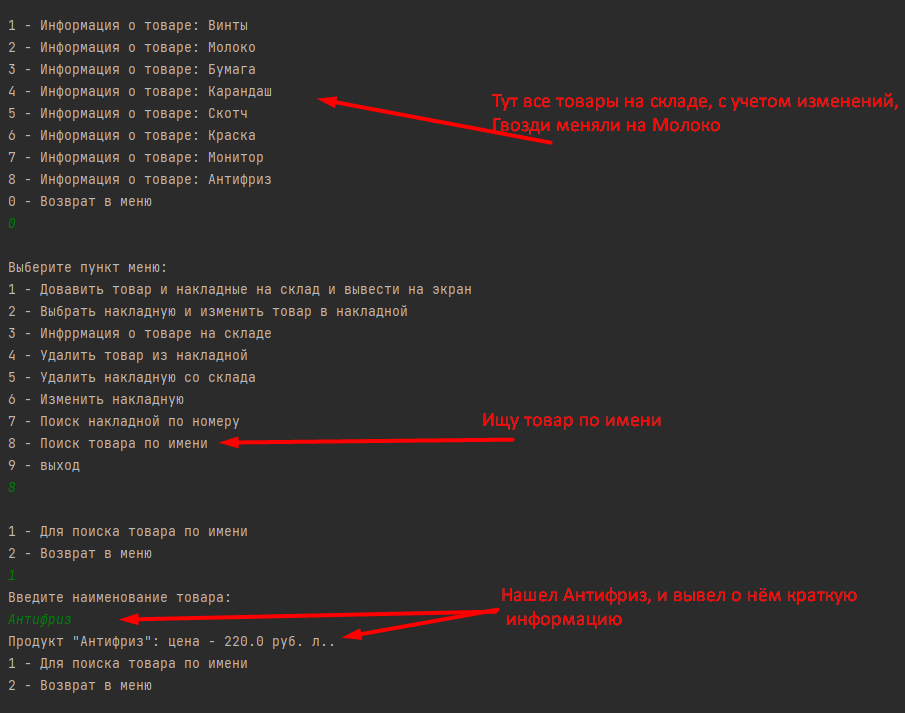 1 - Информация о товаре: Винты
2 - Информация о товаре: Молоко
3 - Информация о товаре: Бумага
4 - Информация о товаре: Карандаш
5 - Информация о товаре: Скотч
6 - Информация о товаре: Краска
7 - Информация о товаре: Монитор
8 - Информация о товаре: Антифриз
0 - Возврат в меню
0
Тут все товары на складе, с учетом изменений,
Гвозди меняли на Молоко
Выберите пункт меню:
1 - Довавить товар и накладные на склад и вывести на экран
2 - Выбрать накладную и изменить товар в накладной
3 - Инфррмация о товаре на складе
4 - Удалить товар из накладной
5 - Удалить накладную со склада
6 - Изменить накладную
7 - Поиск накладной по номеру
8 - Поиск товара по имени
9 - выход
8
Ищу товар по имени
1 - Для поиска товара по имени
2 - Возврат в меню
1
Введите наименование товара:
Антифриз
Продукт "Антифриз": цена - 220.0 руб. л..
1 - Для поиска товара по имени
2 - Возврат в меню
Нашел Антифриз, и вывел о нём краткую
информацию